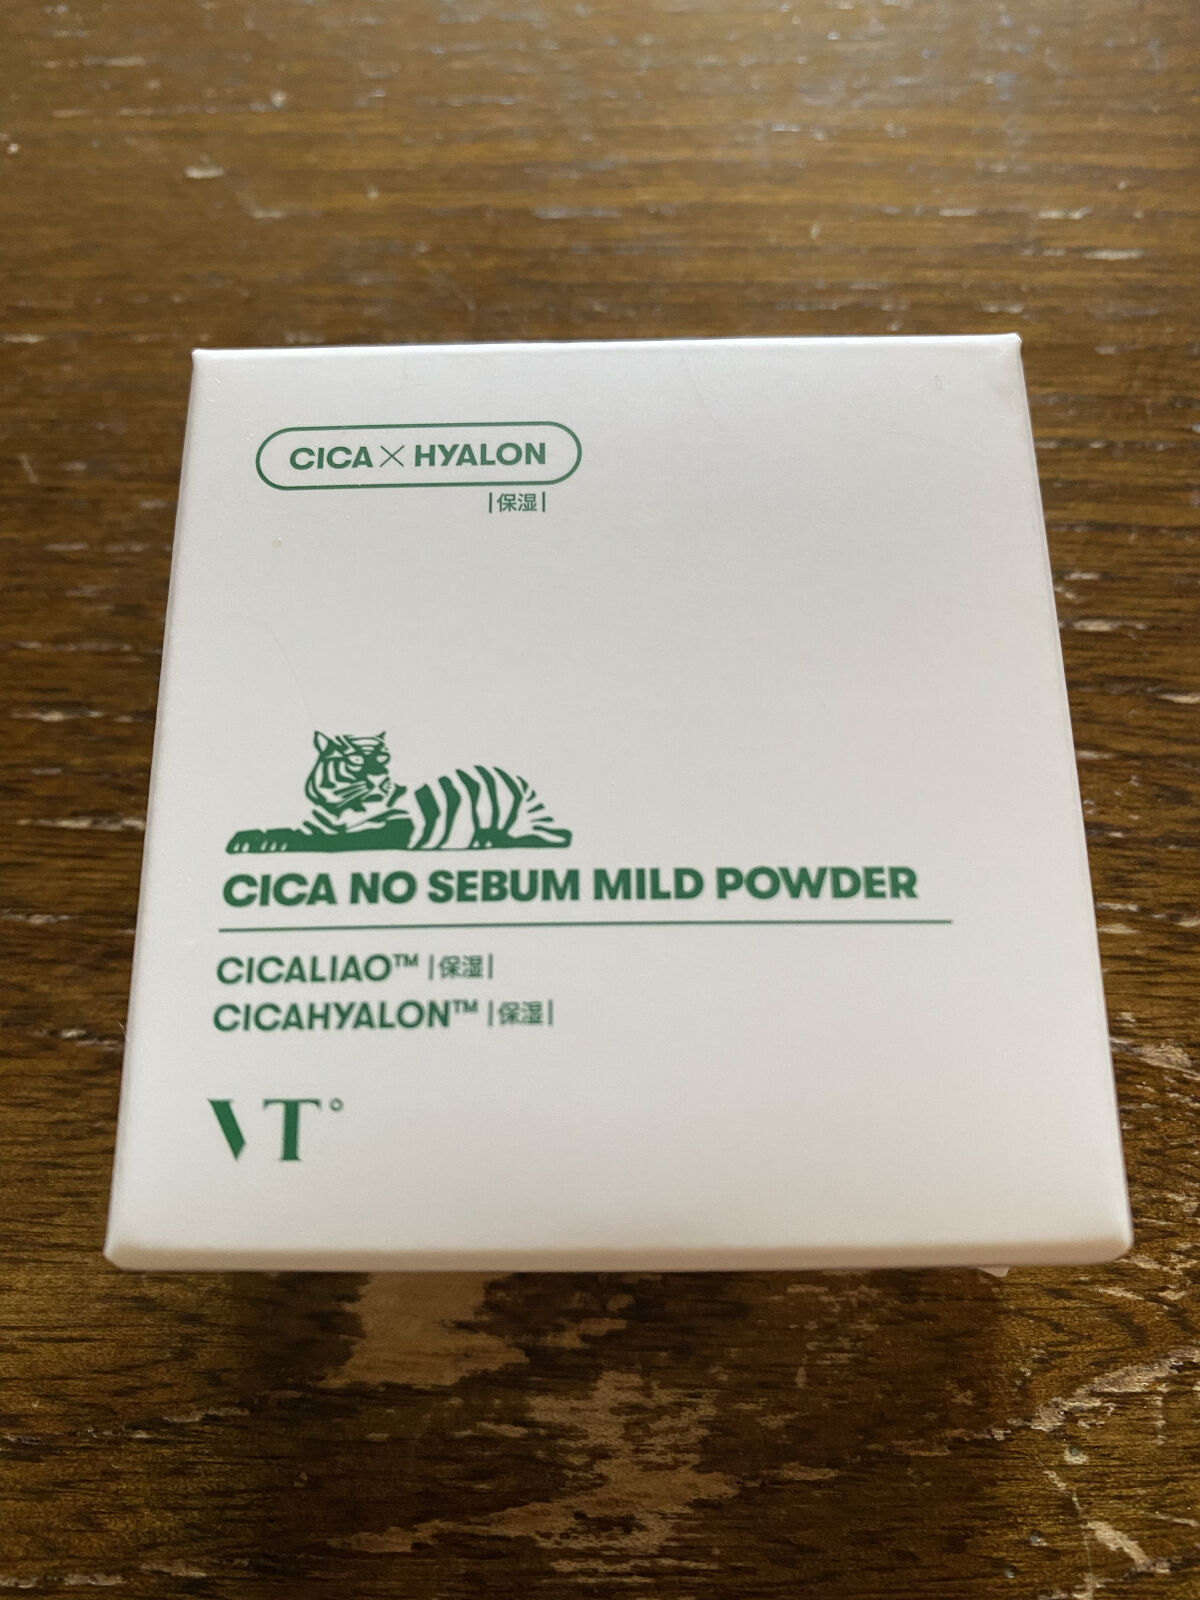 CICA×HYALON
|保湿|
CICA NO SEBUM MILD POWDER
CICALIAO™ |保湿|
CICAHYALON™ |保湿|
VT°